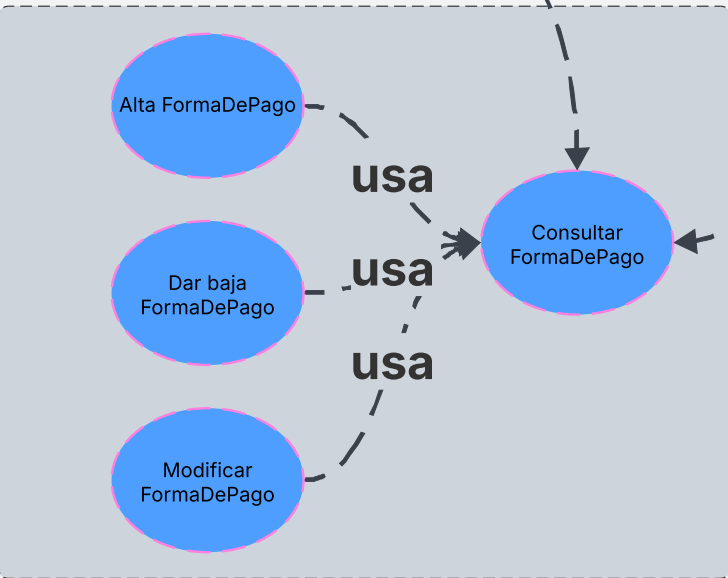 Alta FormaDePago
usa
Consultar
FormaDePago
Dar baja
FormaDePago
usa
usa
Modificar
FormaDePago